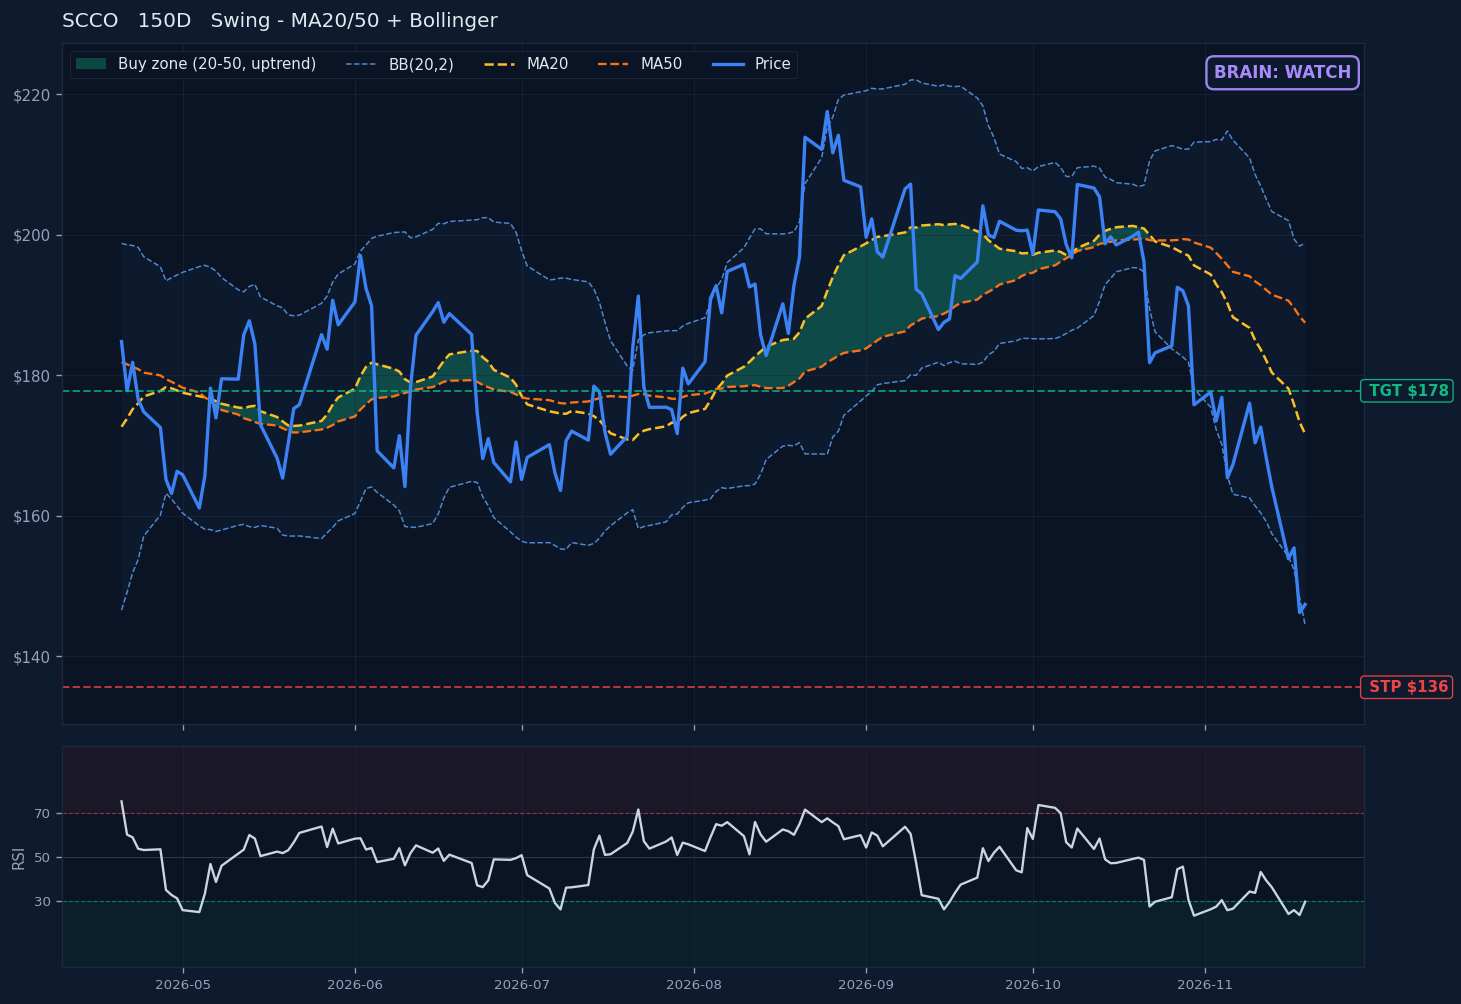 SCCO   150D   Swing - MA20/50 + Bollinger
Buy zone (20-50, uptrend)   BB(20,2)   MA20   MA50   Price
BRAIN: WATCH
$220
$200
$180
TGT $178
$160
$140
STP $136
70
50
30
RSI
2026-05   2026-06   2026-07   2026-08   2026-09   2026-10   2026-11